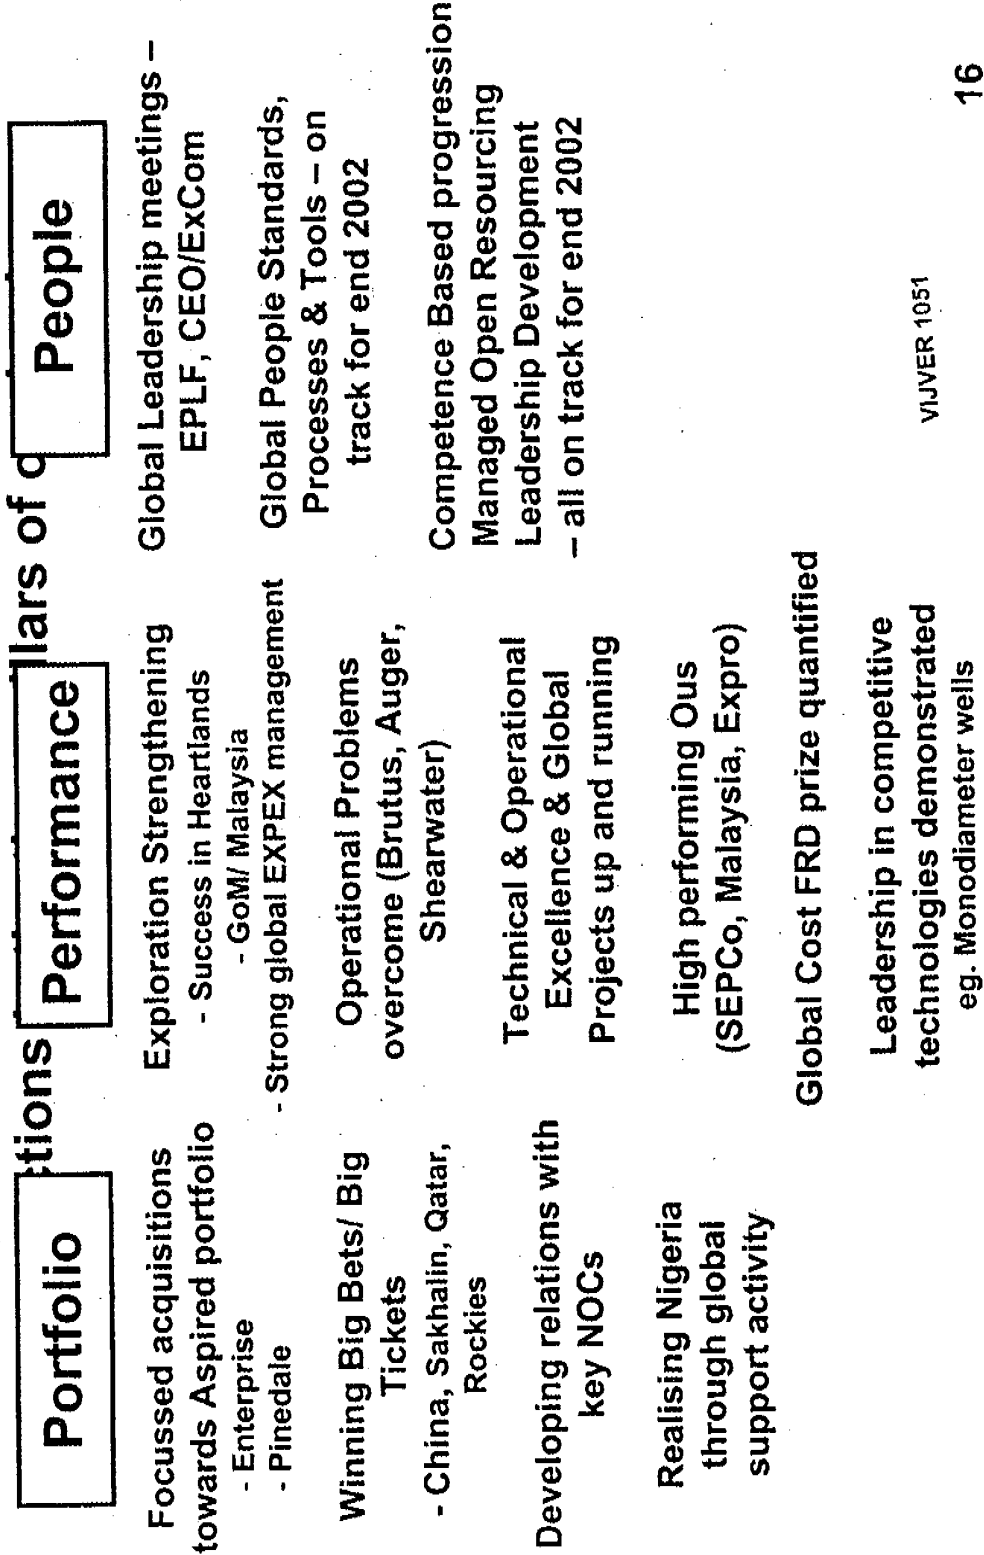 Portfolio
Focussed acquisitions
towards Aspired portfolio
- Enterprise
- Pinedale
Winning Big Bets/ Big
Tickets
- China, Sakhalin, Qatar,
Rockies
Developing relations with
key NOCs
Realising Nigeria
through global
support activity
Performance
Exploration Strengthening
- Success in Heartlands
- GoM/ Malaysia
- Strong global EXPEX management
Operational Problems
overcome (Brutus, Auger,
Shearwater)
Technical & Operational
Excellence & Global
Projects up and running
High performing Ous
(SEPCo, Malaysia, Expro)
Global Cost FRD prize quantified
Leadership in competitive
technologies demonstrated
eg. Monodiameter wells
People
Global Leadership meetings –
EPLF, CEO/ExCom
Global People Standards,
Processes & Tools – on
track for end 2002
Competence Based progression
Managed Open Resourcing
Leadership Development
– all on track for end 2002
VIJVER 1051
16